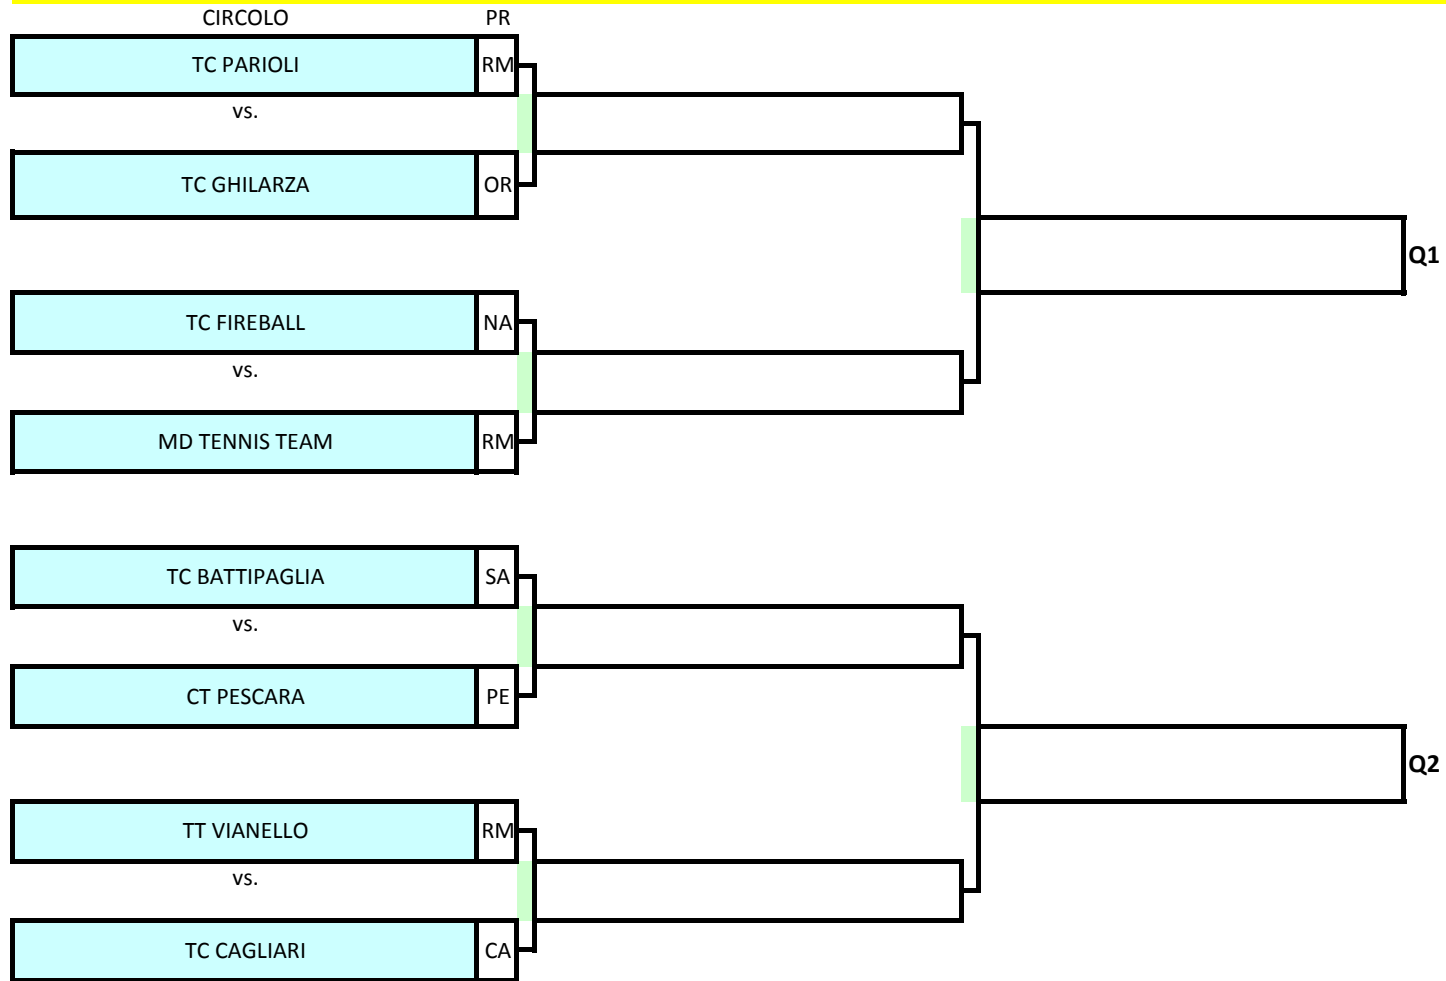 CIRCOLO PR
TC PARIOLI RM
vs.
TC GHILARZA OR
Q1
TC FIREBALL NA
vs.
MD TENNIS TEAM RM
TC BATTIPAGLIA SA
vs.
CT PESCARA PE
Q2
TT VIANELLO RM
vs.
TC CAGLIARI CA